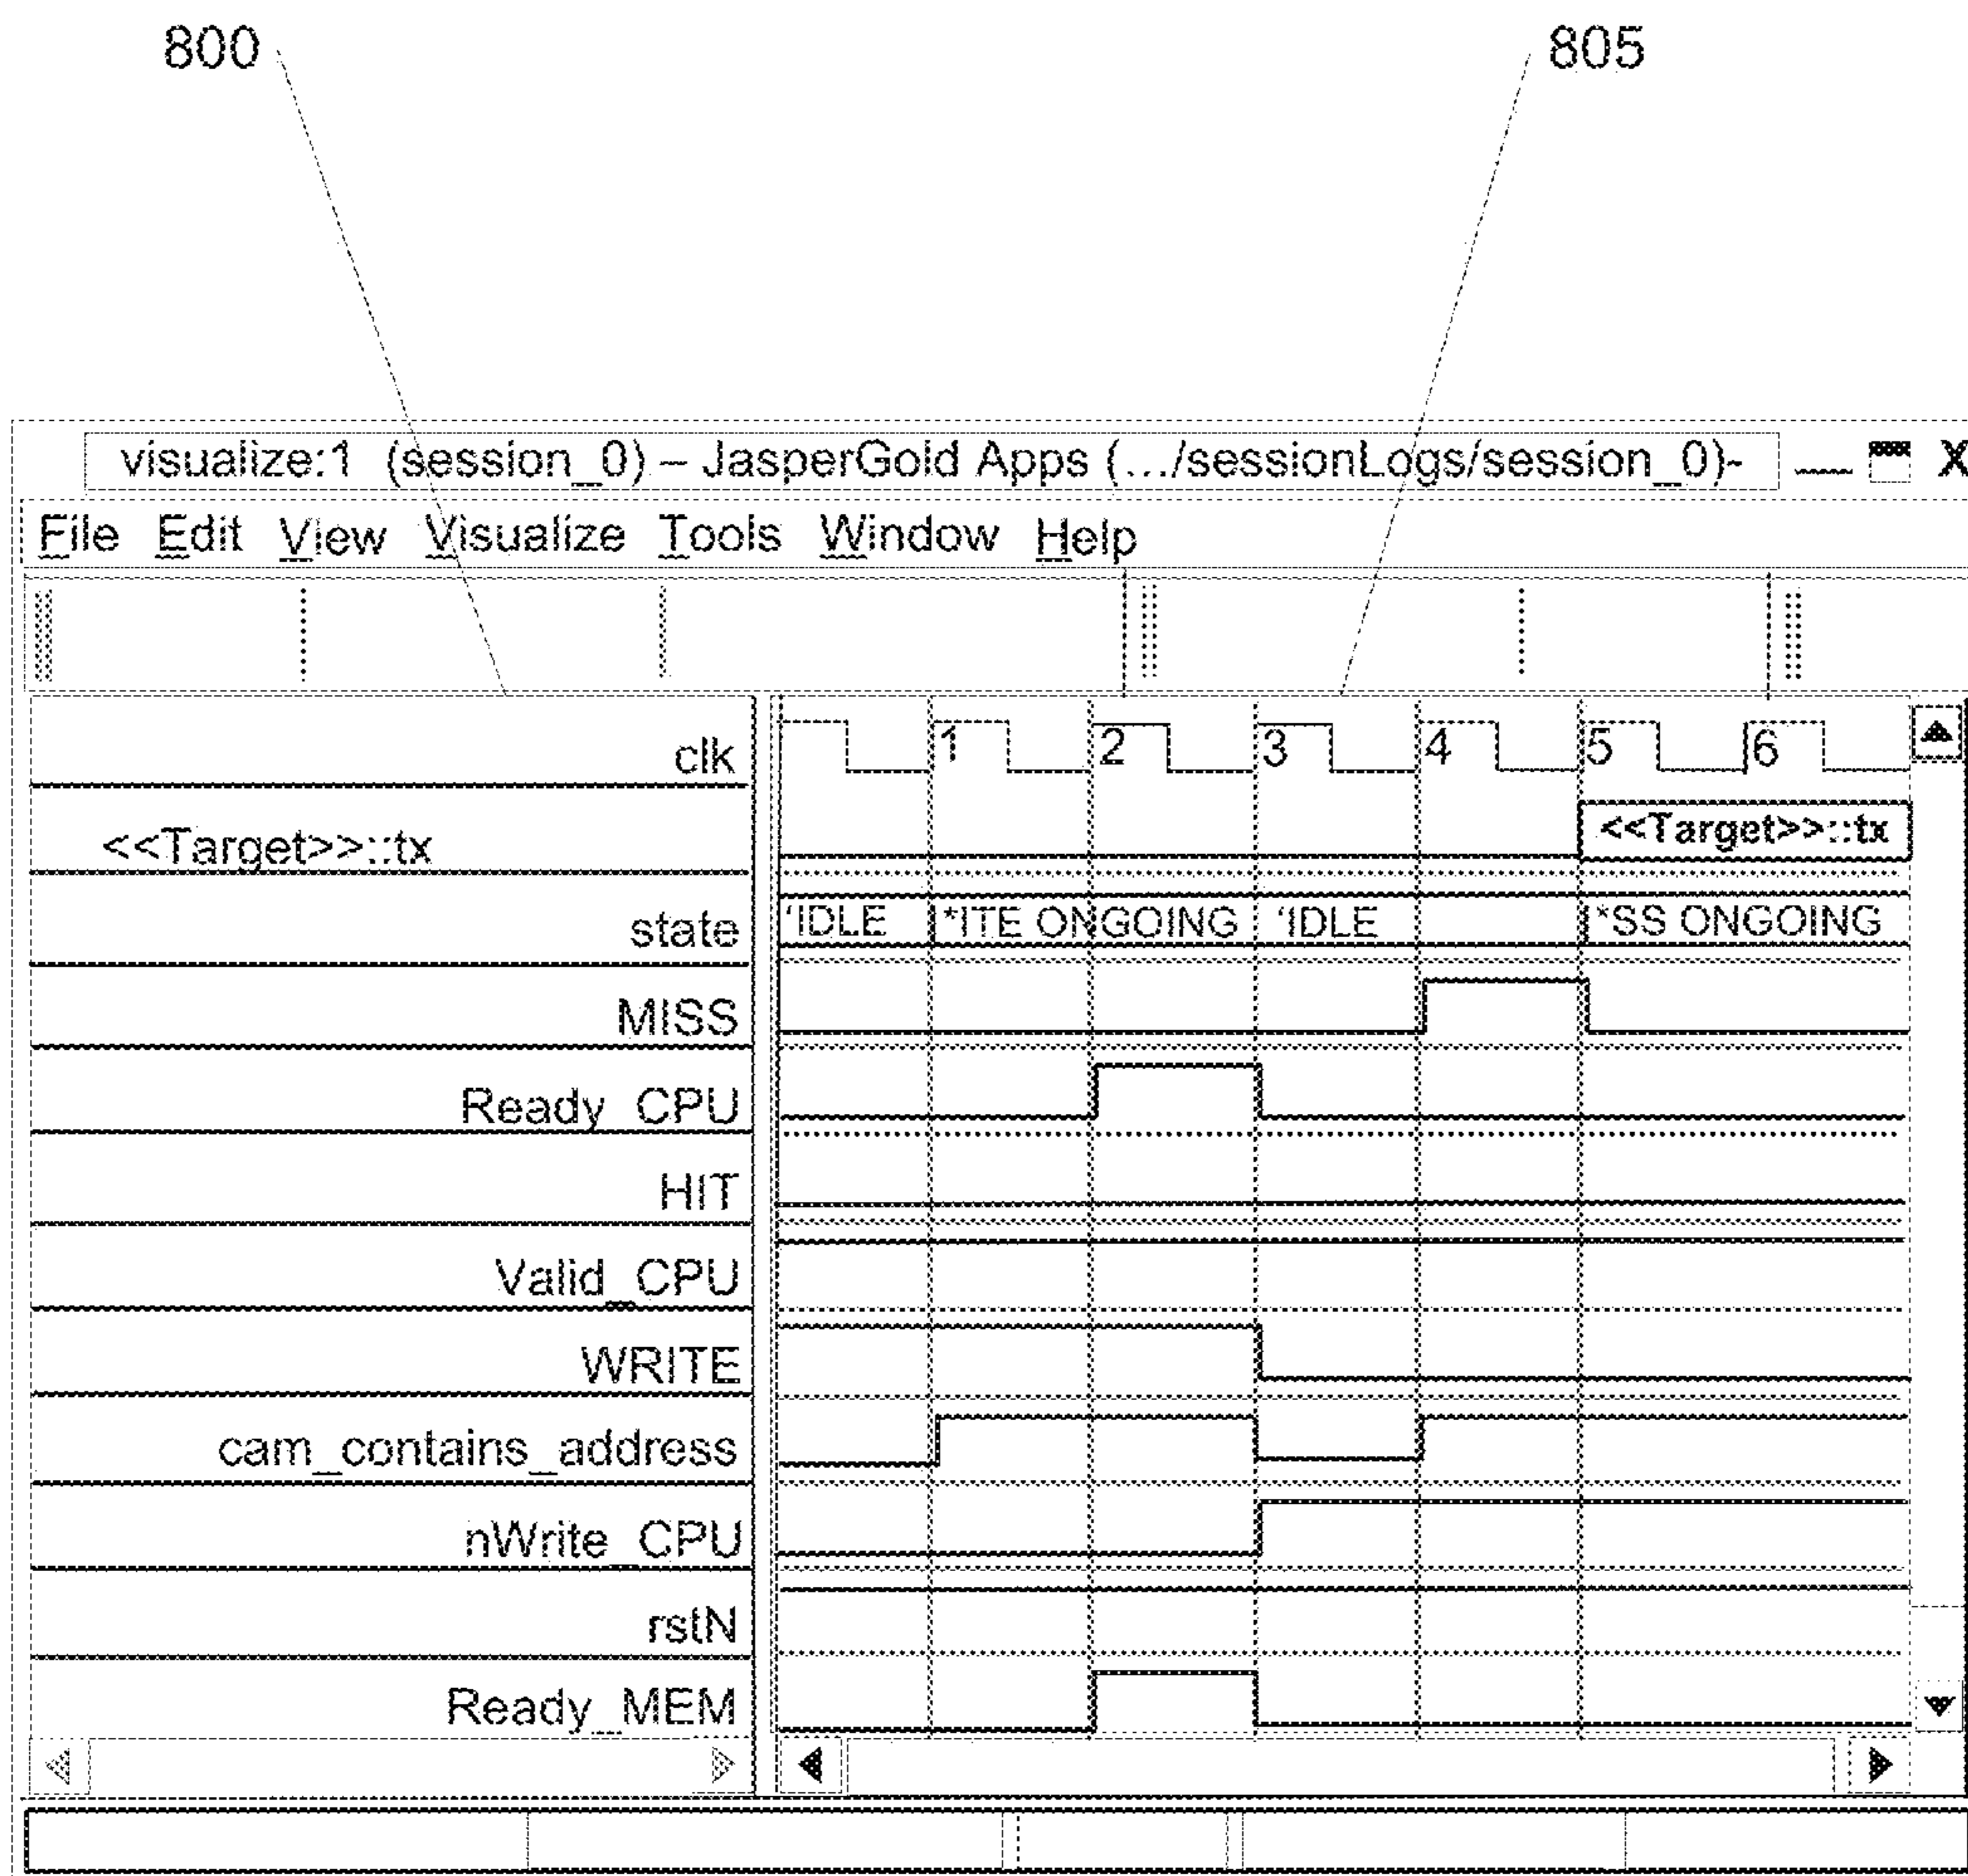 800 805
visualize:1 (session_0) – JasperGold Apps (.../sessionLogs/session_0)- X
File Edit View Visualize Tools Window Help
clk 1 2 3 4 5 6
<<Target>>::tx <<Target>>::tx
state 'IDLE *ITE ONGOING 'IDLE *SS ONGOING
MISS
Ready_CPU
HIT
Valid_CPU
WRITE
cam_contains_address
nWrite_CPU
rstN
Ready_MEM